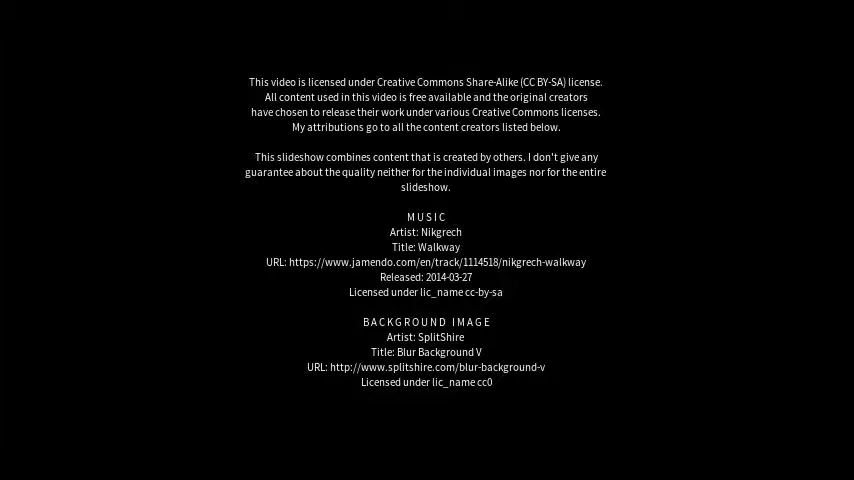 This video is licensed under Creative Commons Share-Alike (CC BY-SA) license.
All content used in this video is free available and the original creators
have chosen to release their work under various Creative Commons licenses.
My attributions go to all the content creators listed below.
This slideshow combines content that is created by others. I don't give any
guarantee about the quality neither for the individual images nor for the entire
slideshow.
MUSIC
Artist: Nikgrech
Title: Walkway
URL: https://www.jamendo.com/en/track/1114518/nikgrech-walkway
Released: 2014-03-27
Licensed under lic_name cc-by-sa
BACKGROUND IMAGE
Artist: SplitShire
Title: Blur Background V
URL: http://www.splitshire.com/blur-background-v
Licensed under lic_name cc0